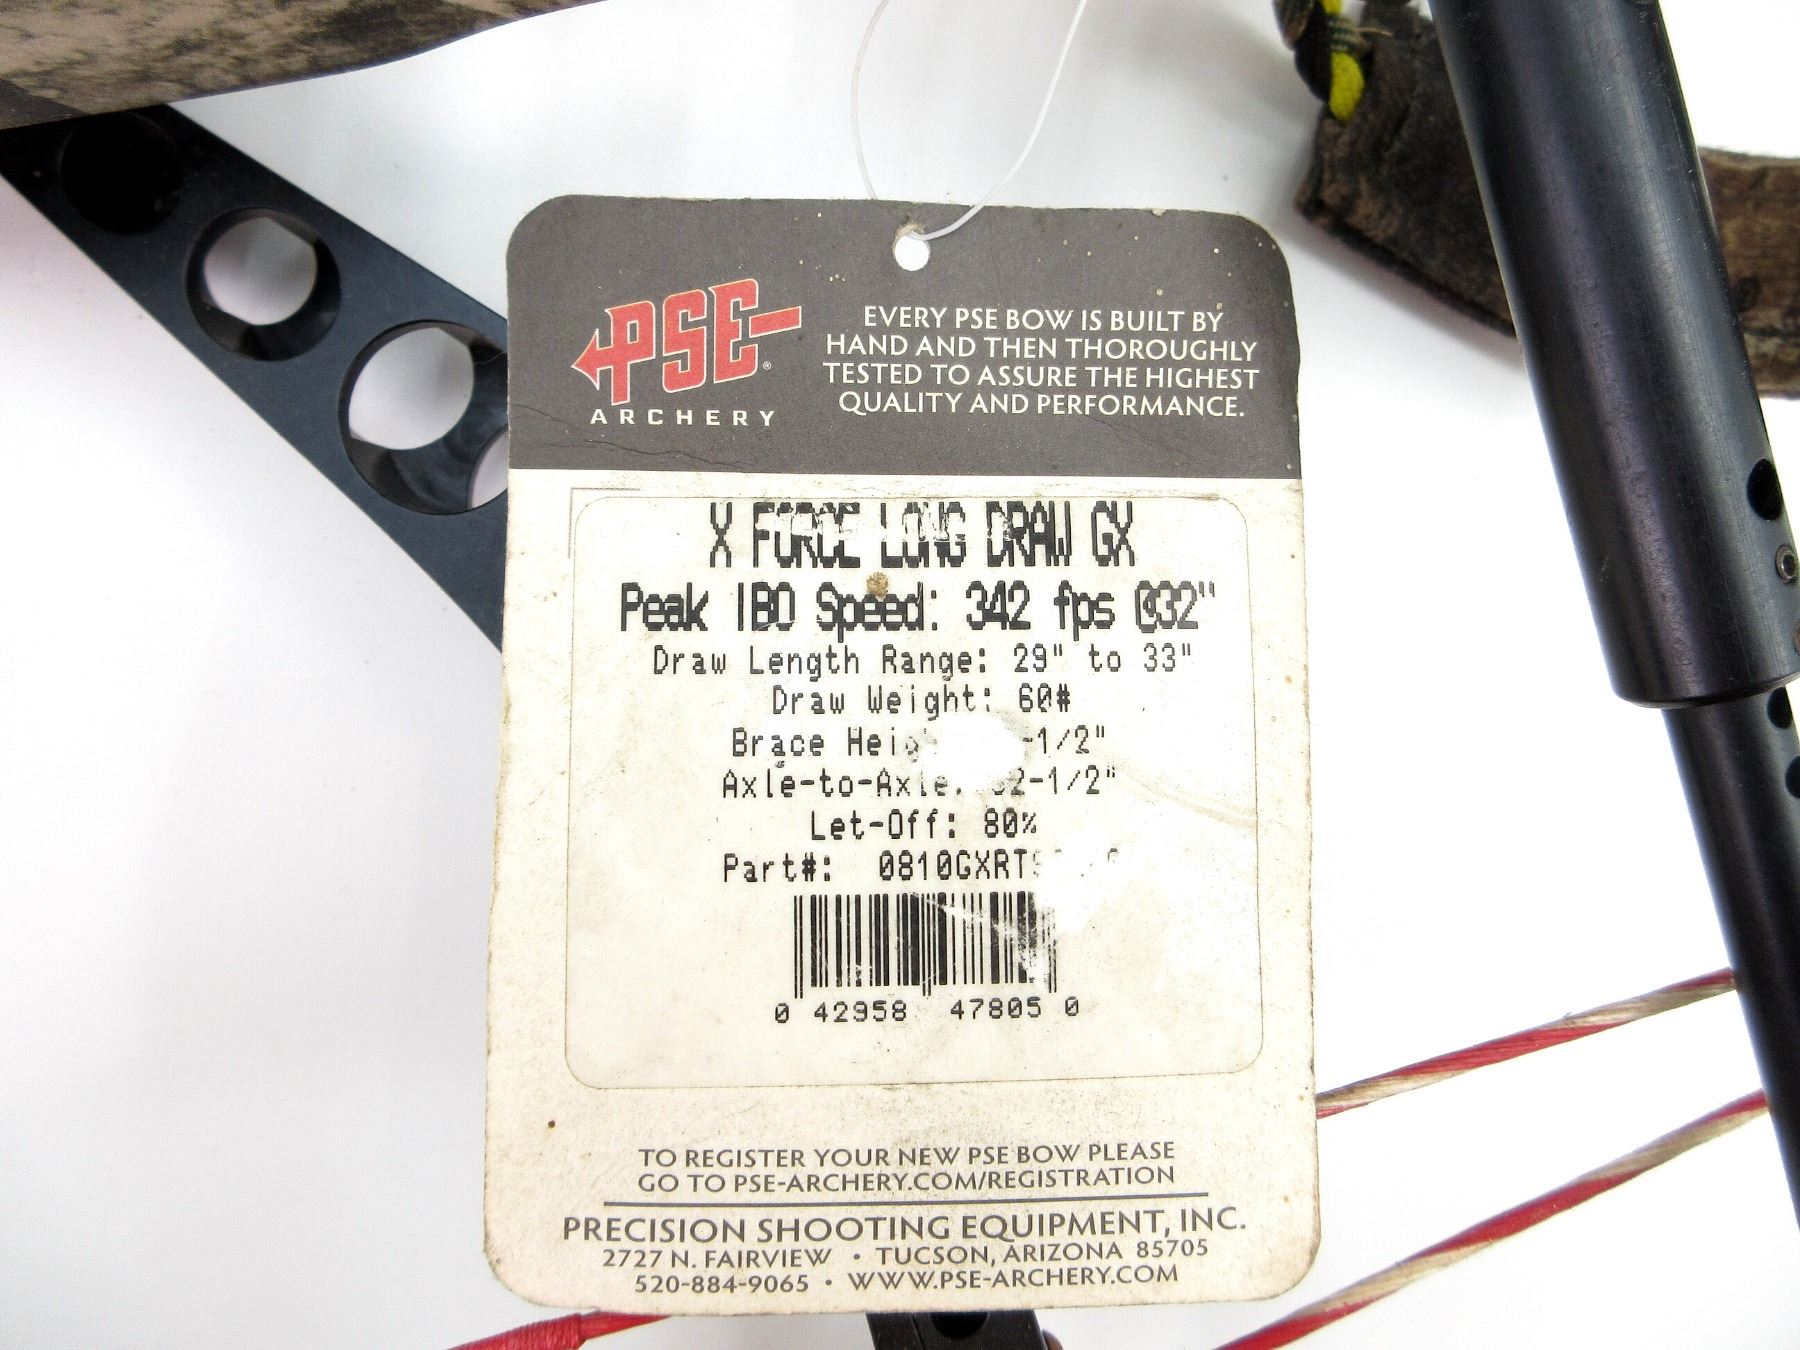 PSE®
ARCHERY
EVERY PSE BOW IS BUILT BY
HAND AND THEN THOROUGHLY
TESTED TO ASSURE THE HIGHEST
QUALITY AND PERFORMANCE.
X FORCE LONG DRAW GX
Peak IBO Speed: 342 fps @32"
Draw Length Range: 29" to 33"
Draw Weight: 60#
Brace
Axle-to-Axle
Let-Off: 80%
Part#:
0 42958 47805 0
TO REGISTER YOUR NEW PSE BOW PLEASE
GO TO PSE-ARCHERY.COM/REGISTRATION
PRECISION SHOOTING EQUIPMENT, INC.
2727 N. FAIRVIEW • TUCSON, ARIZONA 85705
520-884-9065 • WWW.PSE-ARCHERY.COM